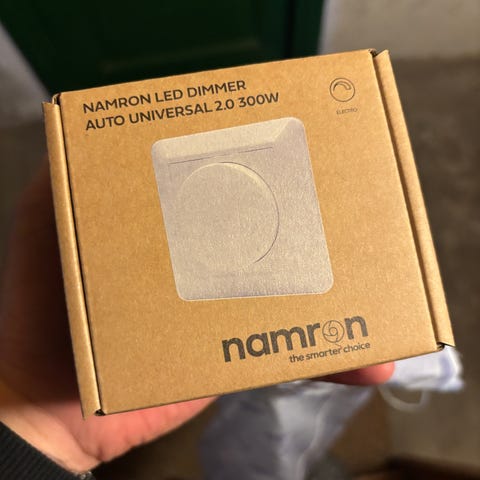 NAMRON LED DIMMER
AUTO UNIVERSAL 2.0 300W
ELECTRO
namron
the smarter choice